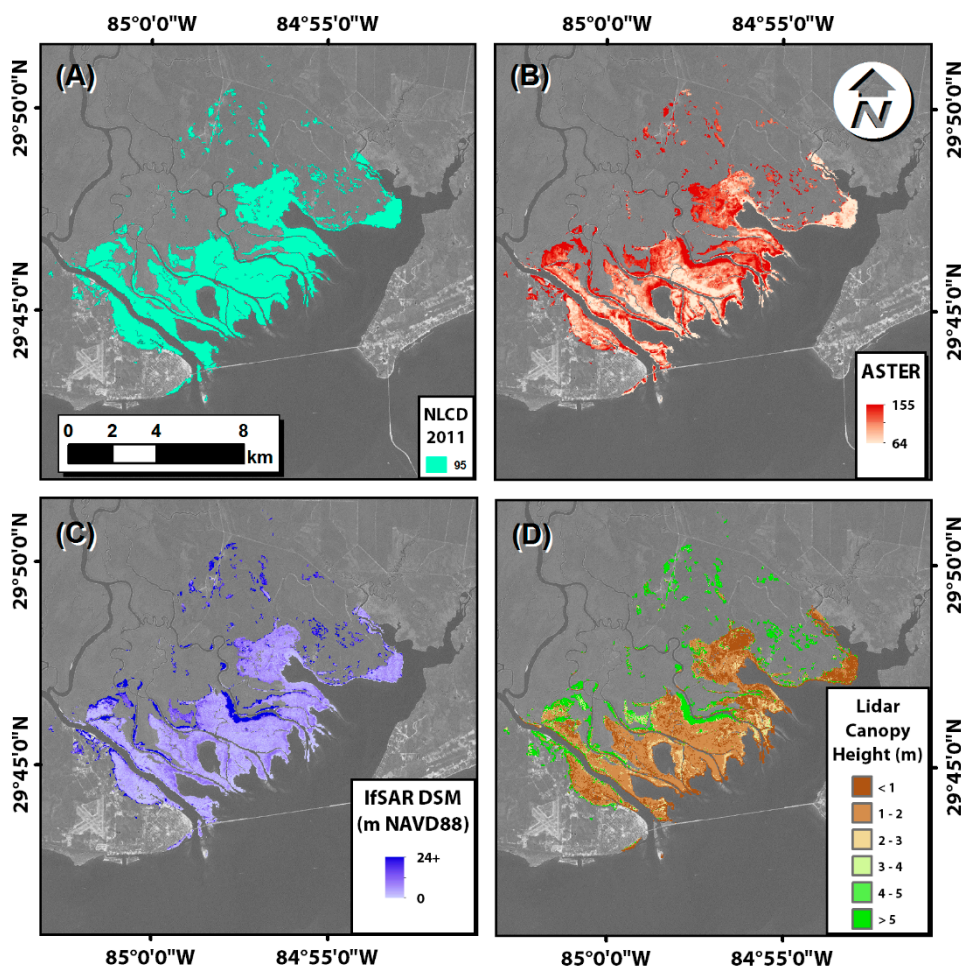 85°0'0"W 84°55'0"W 85°0'0"W 84°55'0"W
(A)
29°50'0"N
29°45'0"N
0 2 4 8
km
NLCD
2011
95
(B)
N
29°50'0"N
29°45'0"N
ASTER
155
64
(C)
29°50'0"N
29°45'0"N
IfSAR DSM
(m NAVD88)
24+
0
(D)
29°50'0"N
29°45'0"N
Lidar
Canopy
Height (m)
< 1
1 - 2
2 - 3
3 - 4
4 - 5
> 5
85°0'0"W 84°55'0"W 85°0'0"W 84°55'0"W